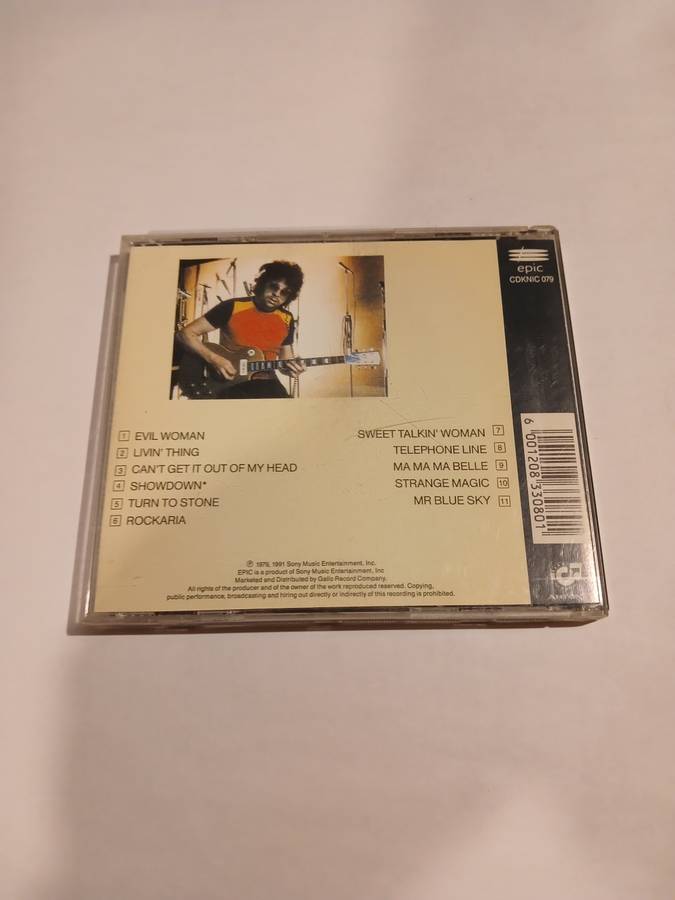 epic
CDKNIC 079
1 EVIL WOMAN
2 LIVIN' THING
3 CAN'T GET IT OUT OF MY HEAD
4 SHOWDOWN*
5 TURN TO STONE
6 ROCKARIA
SWEET TALKIN' WOMAN 7
TELEPHONE LINE 8
MA MA MA BELLE 9
STRANGE MAGIC 10
MR BLUE SKY 11
6 001208 330801
℗ 1979, 1991 Sony Music Entertainment, Inc.
EPIC is a product of Sony Music Entertainment, Inc
Marketed and Distributed by Gallo Record Company.
All rights of the producer and of the owner of the work reproduced reserved. Copying,
public performance, broadcasting and hiring out directly or indirectly of this recording is prohibited.